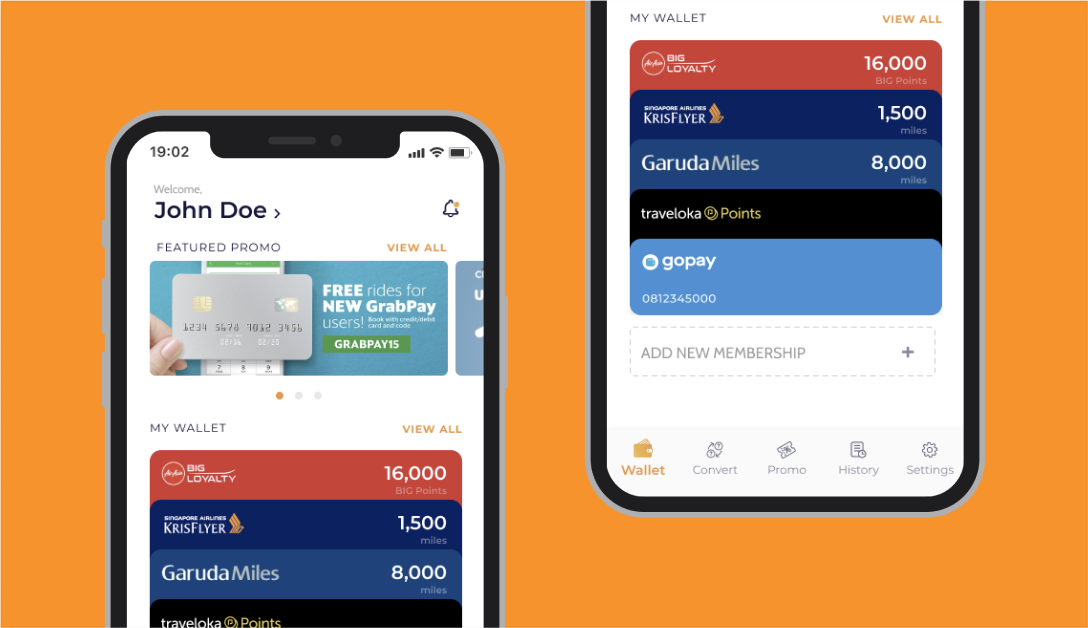 19:02
Welcome,
John Doe >
FEATURED PROMO VIEW ALL
FREE rides for
NEW GrabPay
users! Book with credit/debit
card and code
GRABPAY15
1234 5678 9012 3456
02/16 02/20
7 8 9
MY WALLET VIEW ALL
AirAsia BIG LOYALTY 16,000
BIG Points
SINGAPORE AIRLINES
KRISFLYER 1,500
miles
GarudaMiles 8,000
miles
traveloka Points
MY WALLET VIEW ALL
AirAsia BIG LOYALTY 16,000
BIG Points
SINGAPORE AIRLINES
KRISFLYER 1,500
miles
GarudaMiles 8,000
miles
traveloka P Points
gopay
0812345000
ADD NEW MEMBERSHIP +
Wallet Convert Promo History Settings